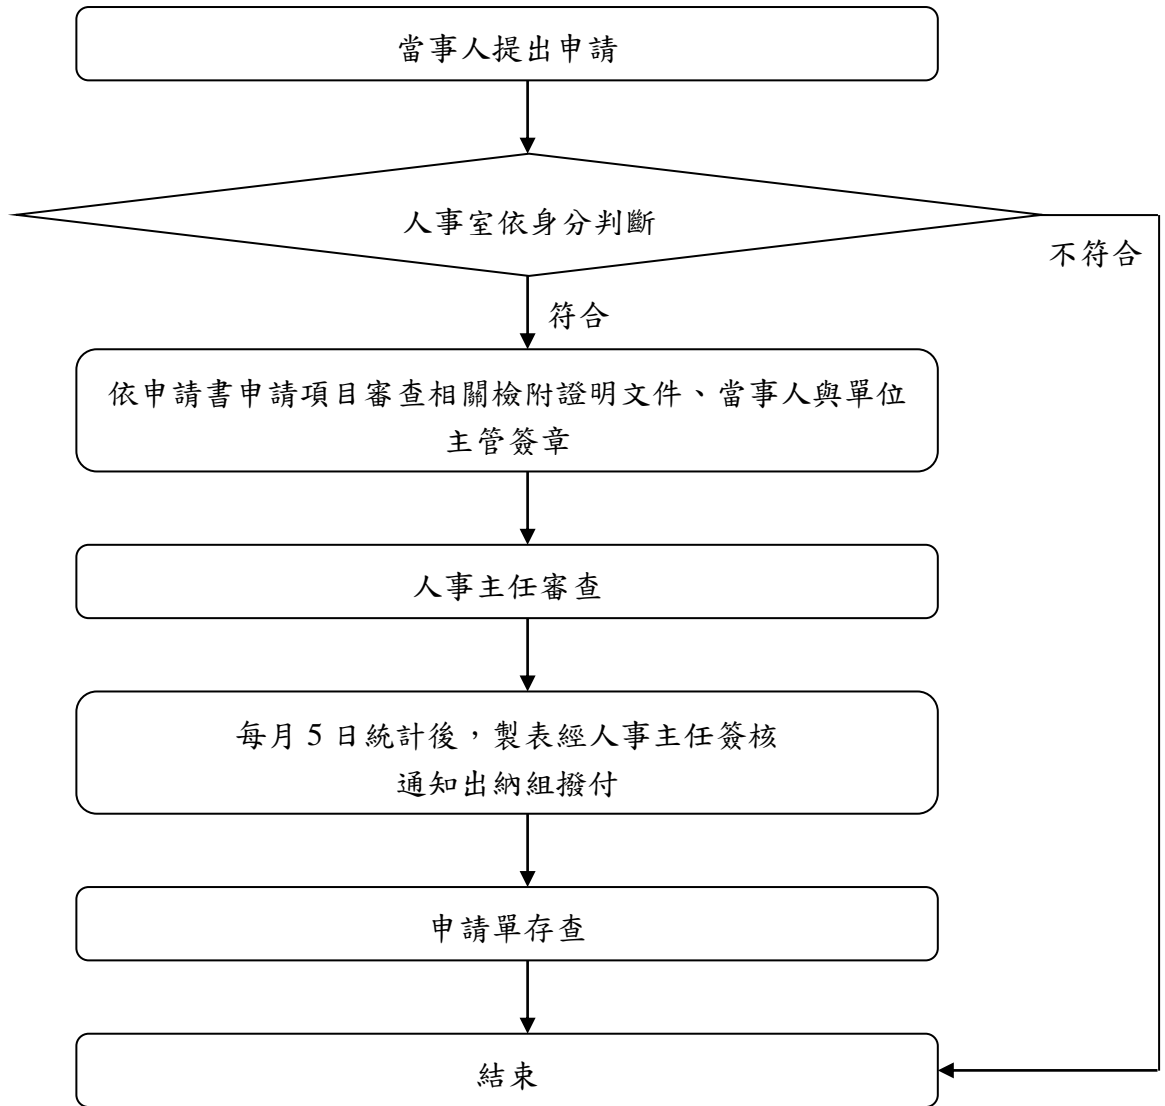 當事人提出申請
人事室依身分判斷
不符合
符合
依申請書申請項目審查相關檢附證明文件、當事人與單位
主管簽章
人事主任審查
每月 5 日統計後，製表經人事主任簽核
通知出納組撥付
申請單存查
結束